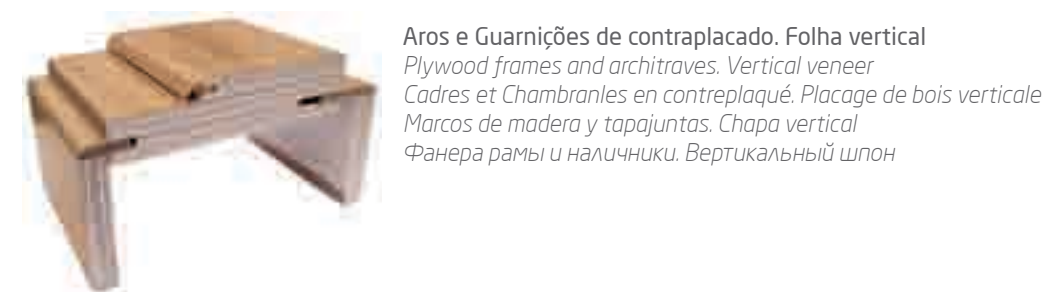 Aros e Guarnições de contraplacado. Folha vertical
Plywood frames and architraves. Vertical veneer
Cadres et Chambranles en contreplaqué. Placage de bois verticale
Marcos de madera y tapajuntas. Chapa vertical
Фанера рамы и наличники. Вертикальный шпон